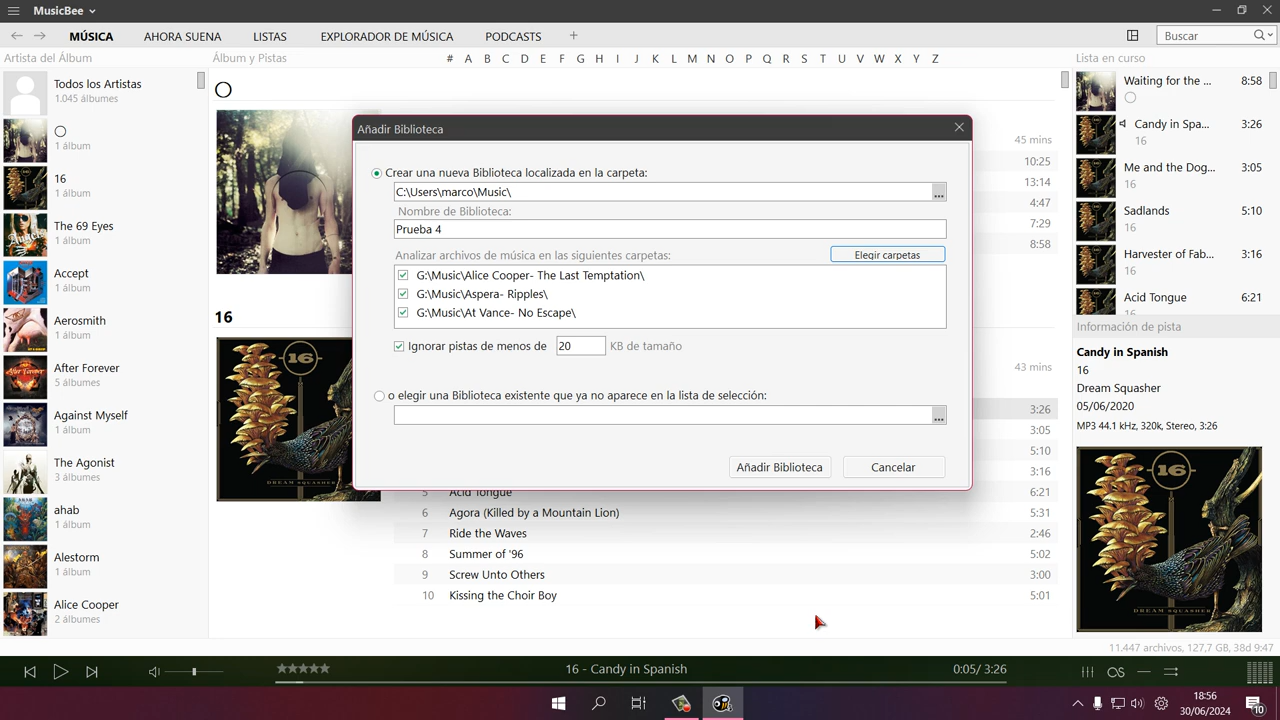 MusicBee
MÚSICA
AHORA SUENA
LISTAS
EXPLORADOR DE MÚSICA
PODCASTS
Buscar
Artista del Álbum
Álbum y Pistas
# A B C D E F G H I J K L M N O P Q R S T U V W X Y Z
Lista en curso
Todos los Artistas
1.045 álbumes
1 álbum
16
1 álbum
The 69 Eyes
1 álbum
Accept
1 álbum
Aerosmith
1 álbum
After Forever
5 álbumes
Against Myself
1 álbum
The Agonist
3 álbumes
ahab
1 álbum
Alestorm
1 álbum
Alice Cooper
2 álbumes
45 mins
10:25
13:14
4:47
7:29
8:58
16
43 mins
3:26
3:05
5:10
3:16
5 Acid Tongue 6:21
6 Agora (Killed by a Mountain Lion) 5:31
7 Ride the Waves 2:46
8 Summer of '96 5:02
9 Screw Unto Others 3:00
10 Kissing the Choir Boy 5:01
Añadir Biblioteca
Crear una nueva Biblioteca localizada en la carpeta:
C:\Users\marco\Music\
...
Nombre de Biblioteca:
Prueba 4
Analizar archivos de música en las siguientes carpetas:
Elegir carpetas
G:\Music\Alice Cooper- The Last Temptation\
G:\Music\Aspera- Ripples\
G:\Music\At Vance- No Escape\
Ignorar pistas de menos de 20 KB de tamaño
o elegir una Biblioteca existente que ya no aparece en la lista de selección:
...
Añadir Biblioteca
Cancelar
Waiting for the ... 8:58
Candy in Spa... 3:26
16
Me and the Dog... 3:05
16
Sadlands 5:10
16
Harvester of Fab... 3:16
16
Acid Tongue 6:21
16
Información de pista
Candy in Spanish
16
Dream Squasher
05/06/2020
MP3 44.1 kHz, 320k, Stereo, 3:26
16
DREAM SQUASHER
16
DREAM SQUASHER
11.447 archivos, 127,7 GB, 38d 9:47
16 - Candy in Spanish
0:05/ 3:26
18:56
30/06/2024
10